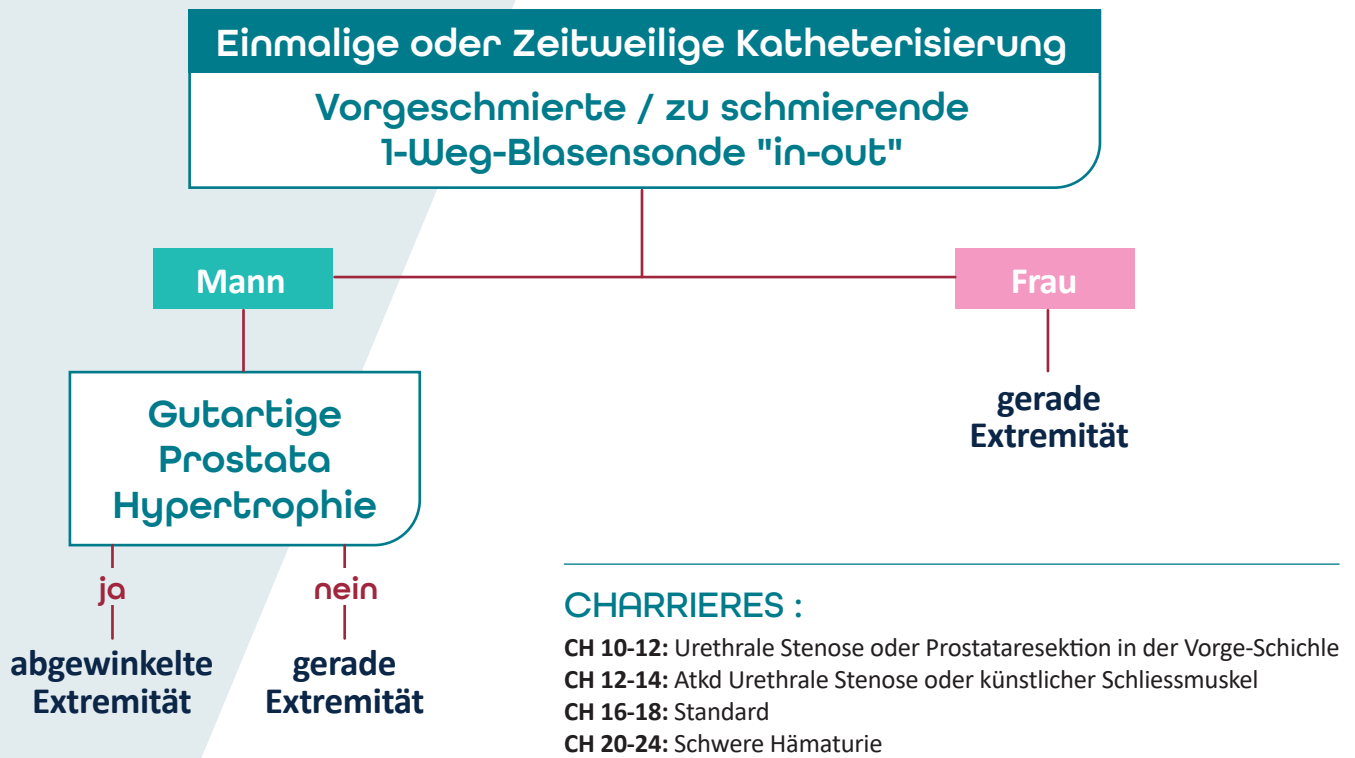 Einmalige oder Zeitweilige Katheterisierung
Vorgeschmierte / zu schmierende
1-Weg-Blasensonde "in-out"
Mann
Frau
Gutartige
Prostata
Hypertrophie
gerade
Extremität
ja
nein
abgewinkelte
Extremität
gerade
Extremität
CHARRIERES :
CH 10-12: Urethrale Stenose oder Prostataresektion in der Vorge-Schichle
CH 12-14: Atkd Urethrale Stenose oder künstlicher Schliessmuskel
CH 16-18: Standard
CH 20-24: Schwere Hämaturie